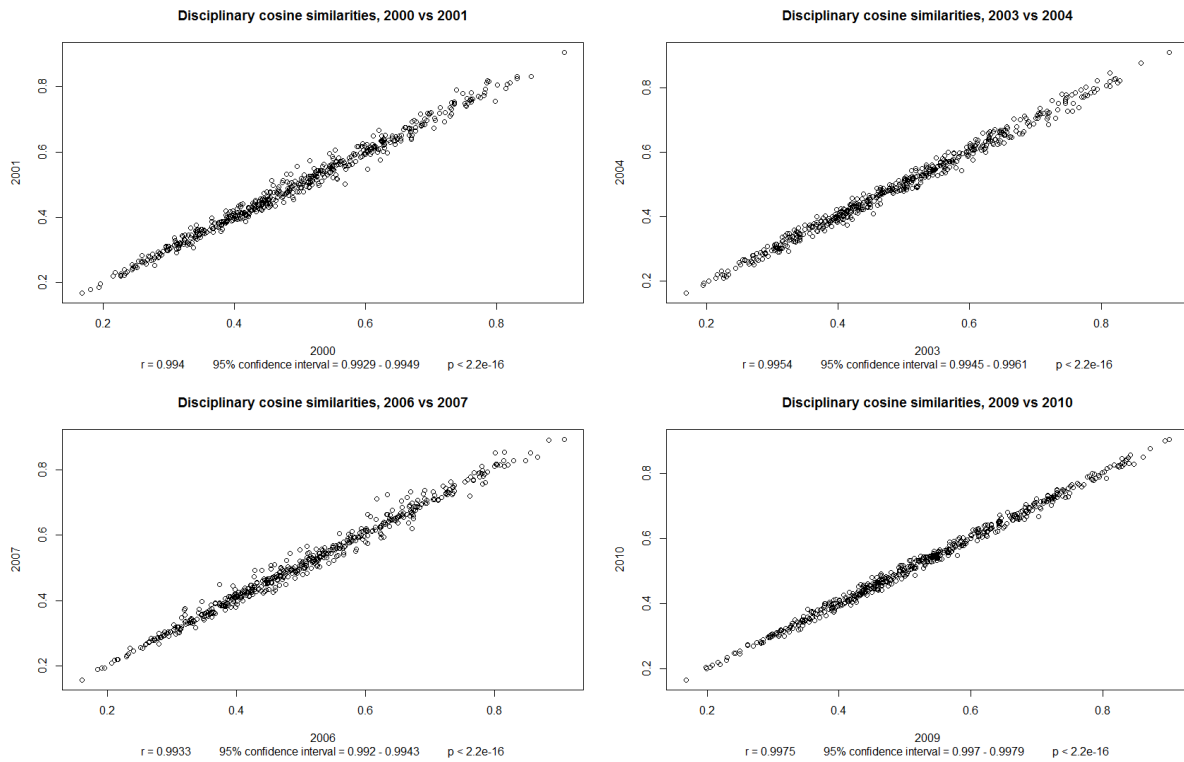 Disciplinary cosine similarities, 2000 vs 2001
2001
0.8
0.6
0.4
0.2
0.2 0.4 0.6 0.8
2000
r = 0.994 95% confidence interval = 0.9929 - 0.9949 p < 2.2e-16
Disciplinary cosine similarities, 2003 vs 2004
2004
0.8
0.6
0.4
0.2
0.2 0.4 0.6 0.8
2003
r = 0.9954 95% confidence interval = 0.9945 - 0.9961 p < 2.2e-16
Disciplinary cosine similarities, 2006 vs 2007
2007
0.8
0.6
0.4
0.2
0.2 0.4 0.6 0.8
2006
r = 0.9933 95% confidence interval = 0.992 - 0.9943 p < 2.2e-16
Disciplinary cosine similarities, 2009 vs 2010
2010
0.8
0.6
0.4
0.2
0.2 0.4 0.6 0.8
2009
r = 0.9975 95% confidence interval = 0.997 - 0.9979 p < 2.2e-16